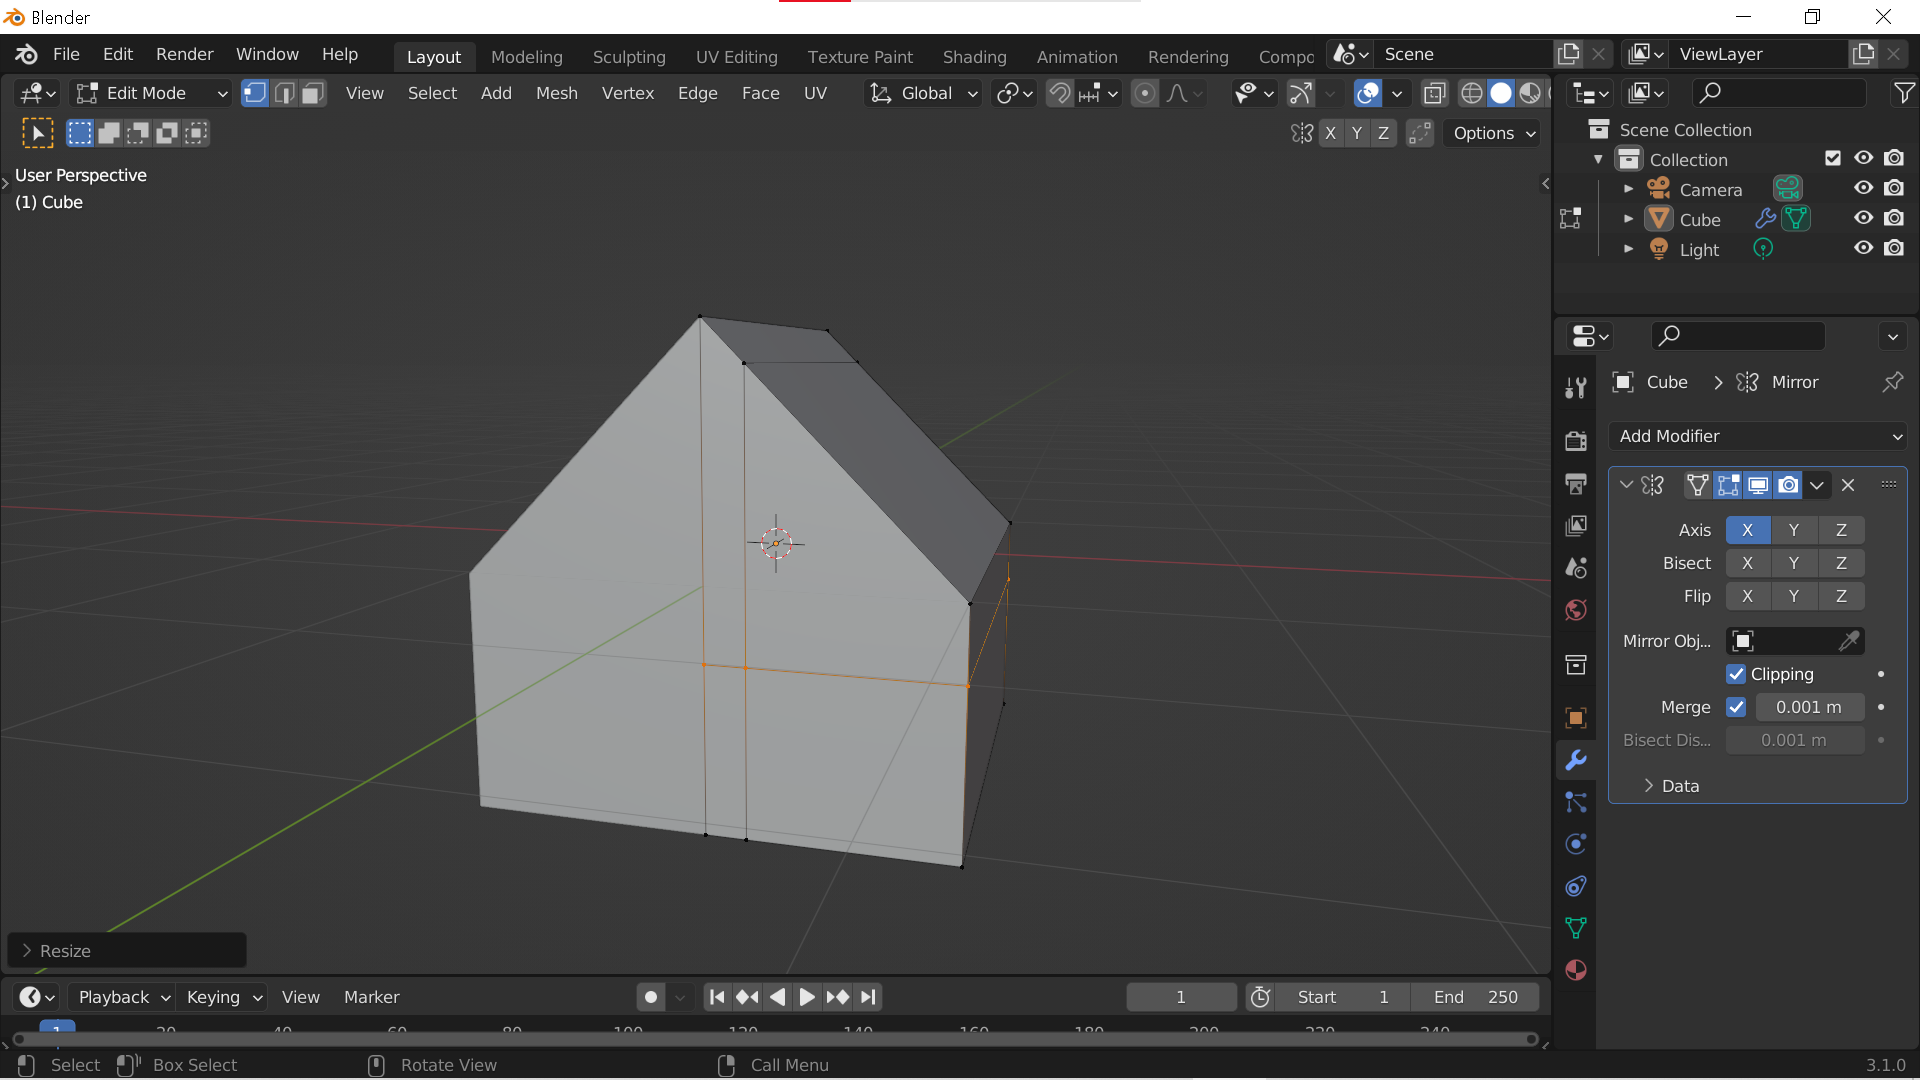 Blender
File Edit Render Window Help Layout Modeling Sculpting UV Editing Texture Paint Shading Animation Rendering Compo Scene ViewLayer
Edit Mode View Select Add Mesh Vertex Edge Face UV Global
X Y Z Options
Scene Collection
Collection
Camera
Cube
Light
User Perspective
(1) Cube
Cube > Mirror
Add Modifier
Axis X Y Z
Bisect X Y Z
Flip X Y Z
Mirror Obj...
Clipping
Merge 0.001 m
Bisect Dis... 0.001 m
Data
Resize
Playback Keying View Marker 1 Start 1 End 250
1 20 40 60 80 100 120 140 160 180 200 220 240
Select Box Select Rotate View Call Menu 3.1.0